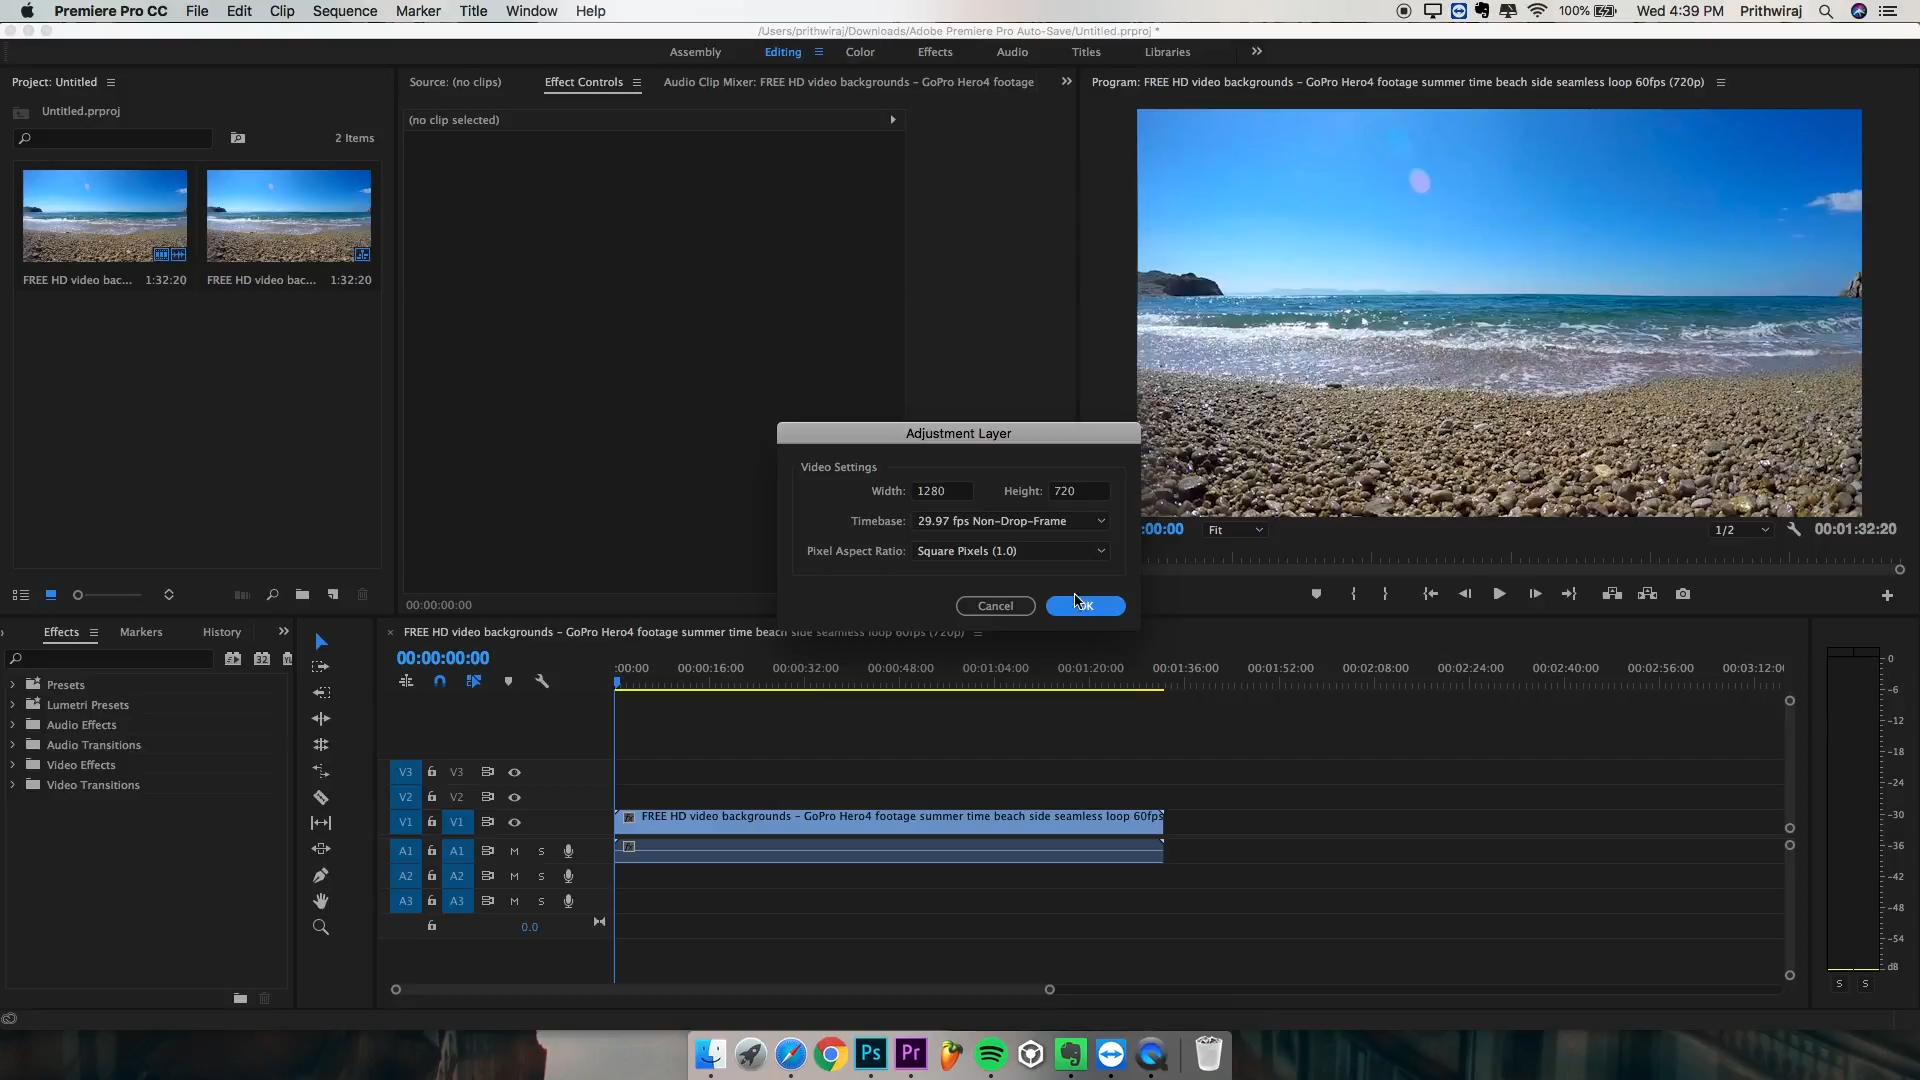 Premiere Pro CC File Edit Clip Sequence Marker Title Window Help 100% Wed 4:39 PM Prithwiraj
/Users/prithwiraj/Downloads/Adobe Premiere Pro Auto-Save/Untitled.prproj *
Assembly Editing Color Effects Audio Titles Libraries
Project: Untitled
Source: (no clips) Effect Controls Audio Clip Mixer: FREE HD video backgrounds - GoPro Hero4 footage
Program: FREE HD video backgrounds - GoPro Hero4 footage summer time beach side seamless loop 60fps (720p)
Untitled.prproj
2 Items
(no clip selected)
FREE HD video bac... 1:32:20
FREE HD video bac... 1:32:20
Adjustment Layer
Video Settings
Width: 1280 Height: 720
Timebase: 29.97 fps Non-Drop-Frame
Pixel Aspect Ratio: Square Pixels (1.0)
Cancel
:00:00 Fit 1/2 00:01:32:20
00:00:00:00
Effects Markers History
FREE HD video backgrounds - GoPro Hero4 footage summer time beach side seamless loop 60fps (720p)
00:00:00:00
:00:00 00:00:16:00 00:00:32:00 00:00:48:00 00:01:04:00 00:01:20:00 00:01:36:00 00:01:52:00 00:02:08:00 00:02:24:00 00:02:40:00 00:02:56:00 00:03:12:0
Presets
Lumetri Presets
Audio Effects
Audio Transitions
Video Effects
Video Transitions
V3 V3
V2 V2
V1 V1
FREE HD video backgrounds - GoPro Hero4 footage summer time beach side seamless loop 60fps
fx
A1 A1 M S
A2 A2 M S
A3 A3 M S
0.0
0
-6
-12
-18
-24
-30
-36
-42
-48
-54
dB
S S
Ps Pr